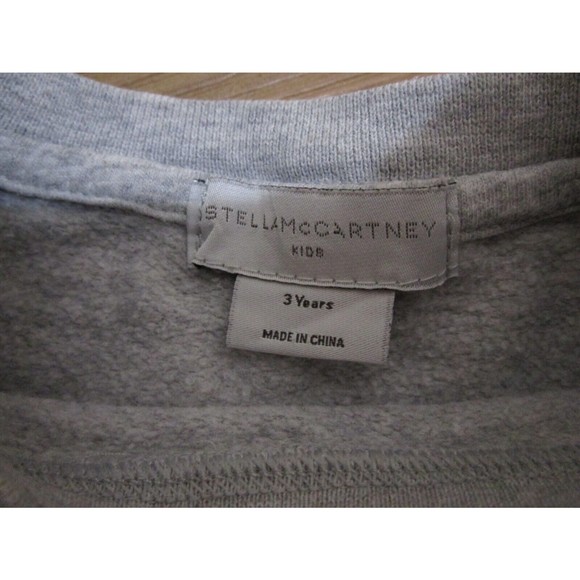 STELLAMcCARTNEY
KIDS
3 Years
MADE IN CHINA